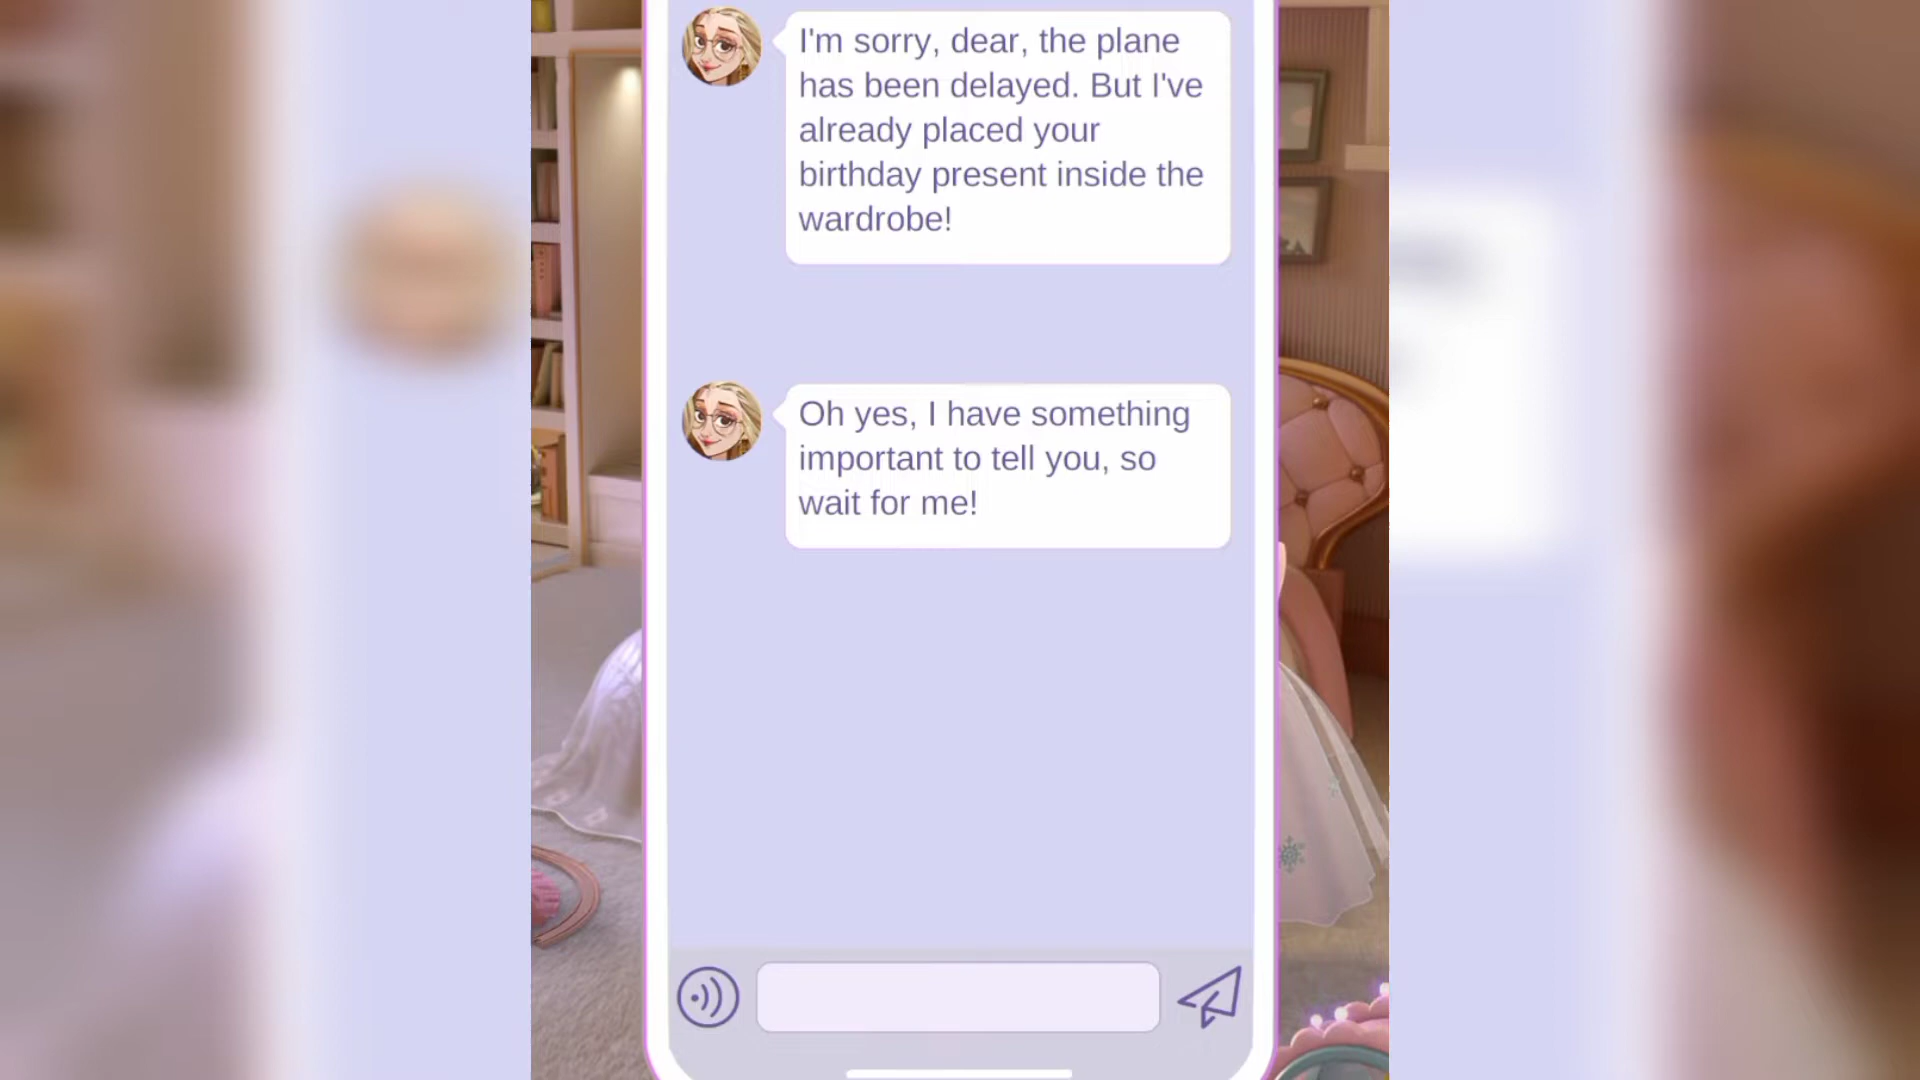 I'm sorry, dear, the plane
has been delayed. But I've
already placed your
birthday present inside the
wardrobe!
Oh yes, I have something
important to tell you, so
wait for me!